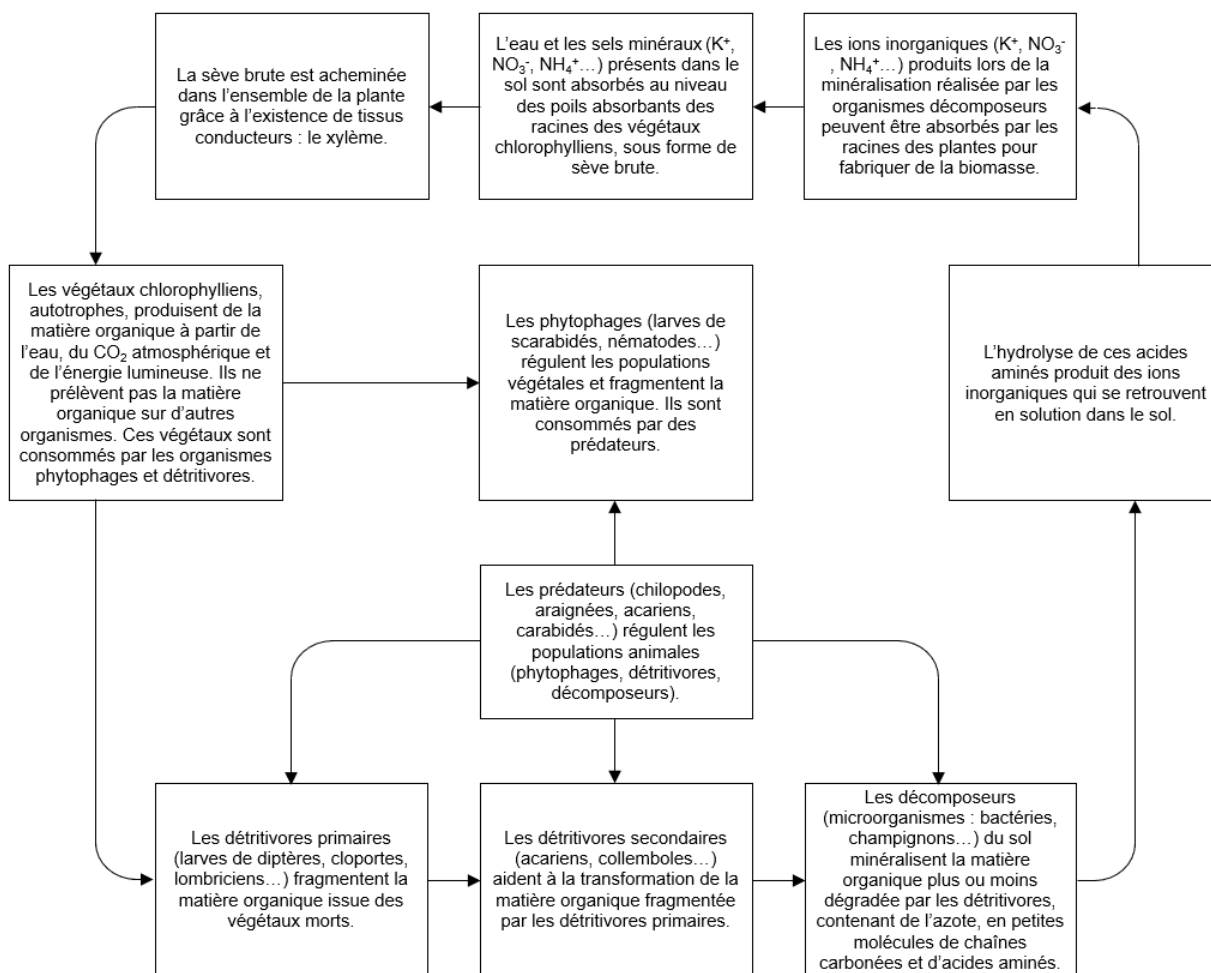 La sève brute est acheminée
dans l’ensemble de la plante
grâce à l’existence de tissus
conducteurs : le xylème.
L’eau et les sels minéraux (K⁺,
NO₃⁻, NH₄⁺…) présents dans le
sol sont absorbés au niveau
des poils absorbants des
racines des végétaux
chlorophylliens, sous forme de
sève brute.
Les ions inorganiques (K⁺, NO₃⁻
, NH₄⁺…) produits lors de la
minéralisation réalisée par les
organismes décomposeurs
peuvent être absorbés par les
racines des plantes pour
fabriquer de la biomasse.
Les végétaux chlorophylliens,
autotrophes, produisent de la
matière organique à partir de
l’eau, du CO₂ atmosphérique et
de l’énergie lumineuse. Ils ne
prélèvent pas la matière
organique sur d’autres
organismes. Ces végétaux sont
consommés par les organismes
phytophages et détritivores.
Les phytophages (larves de
scarabidés, nématodes…)
régulent les populations
végétales et fragmentent la
matière organique. Ils sont
consommés par des
prédateurs.
L’hydrolyse de ces acides
aminés produit des ions
inorganiques qui se retrouvent
en solution dans le sol.
Les prédateurs (chilopodes,
araignées, acariens,
carabidés…) régulent les
populations animales
(phytophages, détritivores,
décomposeurs).
Les détritivores primaires
(larves de diptères, cloportes,
lombriciens…) fragmentent la
matière organique issue des
végétaux morts.
Les détritivores secondaires
(acariens, collemboles…)
aident à la transformation de la
matière organique fragmentée
par les détritivores primaires.
Les décomposeurs
(microorganismes : bactéries,
champignons…) du sol
minéralisent la matière
organique plus ou moins
dégradée par les détritivores,
contenant de l’azote, en petites
molécules de chaînes
carbonées et d’acides aminés.